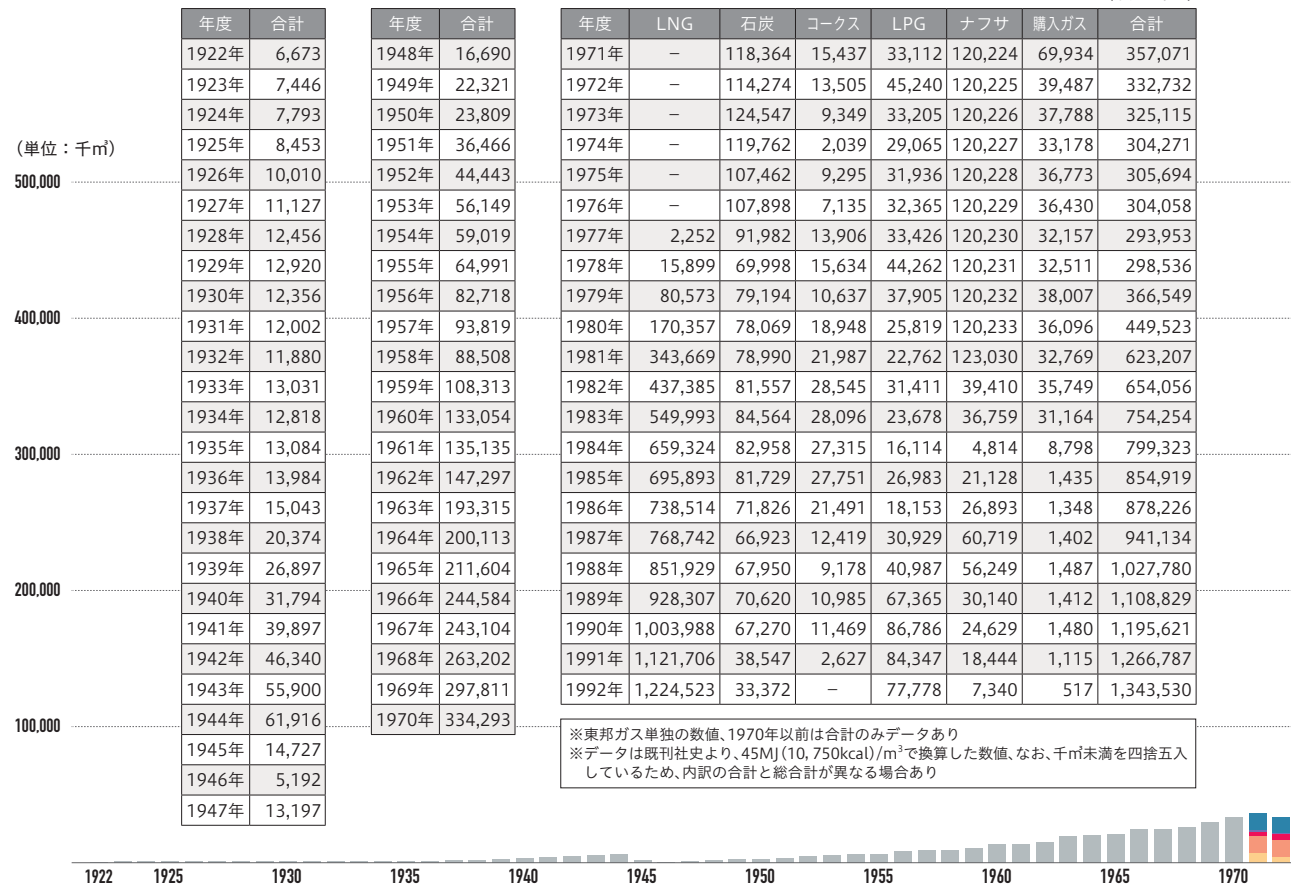 年度 合計
1922年 6,673
1923年 7,446
1924年 7,793
1925年 8,453
1926年 10,010
1927年 11,127
1928年 12,456
1929年 12,920
1930年 12,356
1931年 12,002
1932年 11,880
1933年 13,031
1934年 12,818
1935年 13,084
1936年 13,984
1937年 15,043
1938年 20,374
1939年 26,897
1940年 31,794
1941年 39,897
1942年 46,340
1943年 55,900
1944年 61,916
1945年 14,727
1946年 5,192
1947年 13,197
年度 合計
1948年 16,690
1949年 22,321
1950年 23,809
1951年 36,466
1952年 44,443
1953年 56,149
1954年 59,019
1955年 64,991
1956年 82,718
1957年 93,819
1958年 88,508
1959年 108,313
1960年 133,054
1961年 135,135
1962年 147,297
1963年 193,315
1964年 200,113
1965年 211,604
1966年 244,584
1967年 243,104
1968年 263,202
1969年 297,811
1970年 334,293
年度 LNG 石炭 コークス LPG ナフサ 購入ガス 合計
1971年 – 118,364 15,437 33,112 120,224 69,934 357,071
1972年 – 114,274 13,505 45,240 120,225 39,487 332,732
1973年 – 124,547 9,349 33,205 120,226 37,788 325,115
1974年 – 119,762 2,039 29,065 120,227 33,178 304,271
1975年 – 107,462 9,295 31,936 120,228 36,773 305,694
1976年 – 107,898 7,135 32,365 120,229 36,430 304,058
1977年 2,252 91,982 13,906 33,426 120,230 32,157 293,953
1978年 15,899 69,998 15,634 44,262 120,231 32,511 298,536
1979年 80,573 79,194 10,637 37,905 120,232 38,007 366,549
1980年 170,357 78,069 18,948 25,819 120,233 36,096 449,523
1981年 343,669 78,990 21,987 22,762 123,030 32,769 623,207
1982年 437,385 81,557 28,545 31,411 39,410 35,749 654,056
1983年 549,993 84,564 28,096 23,678 36,759 31,164 754,254
1984年 659,324 82,958 27,315 16,114 4,814 8,798 799,323
1985年 695,893 81,729 27,751 26,983 21,128 1,435 854,919
1986年 738,514 71,826 21,491 18,153 26,893 1,348 878,226
1987年 768,742 66,923 12,419 30,929 60,719 1,402 941,134
1988年 851,929 67,950 9,178 40,987 56,249 1,487 1,027,780
1989年 928,307 70,620 10,985 67,365 30,140 1,412 1,108,829
1990年 1,003,988 67,270 11,469 86,786 24,629 1,480 1,195,621
1991年 1,121,706 38,547 2,627 84,347 18,444 1,115 1,266,787
1992年 1,224,523 33,372 – 77,778 7,340 517 1,343,530
※東邦ガス単独の数値、1970年以前は合計のみデータあり
※データは既刊社史より、45MJ(10,750kcal)/m³で換算した数値、なお、千㎥未満を四捨五入
しているため、内訳の合計と総合計が異なる場合あり
(単位：千㎥)
500,000
400,000
300,000
200,000
100,000
1922 1925 1930 1935 1940 1945 1950 1955 1960 1965 1970